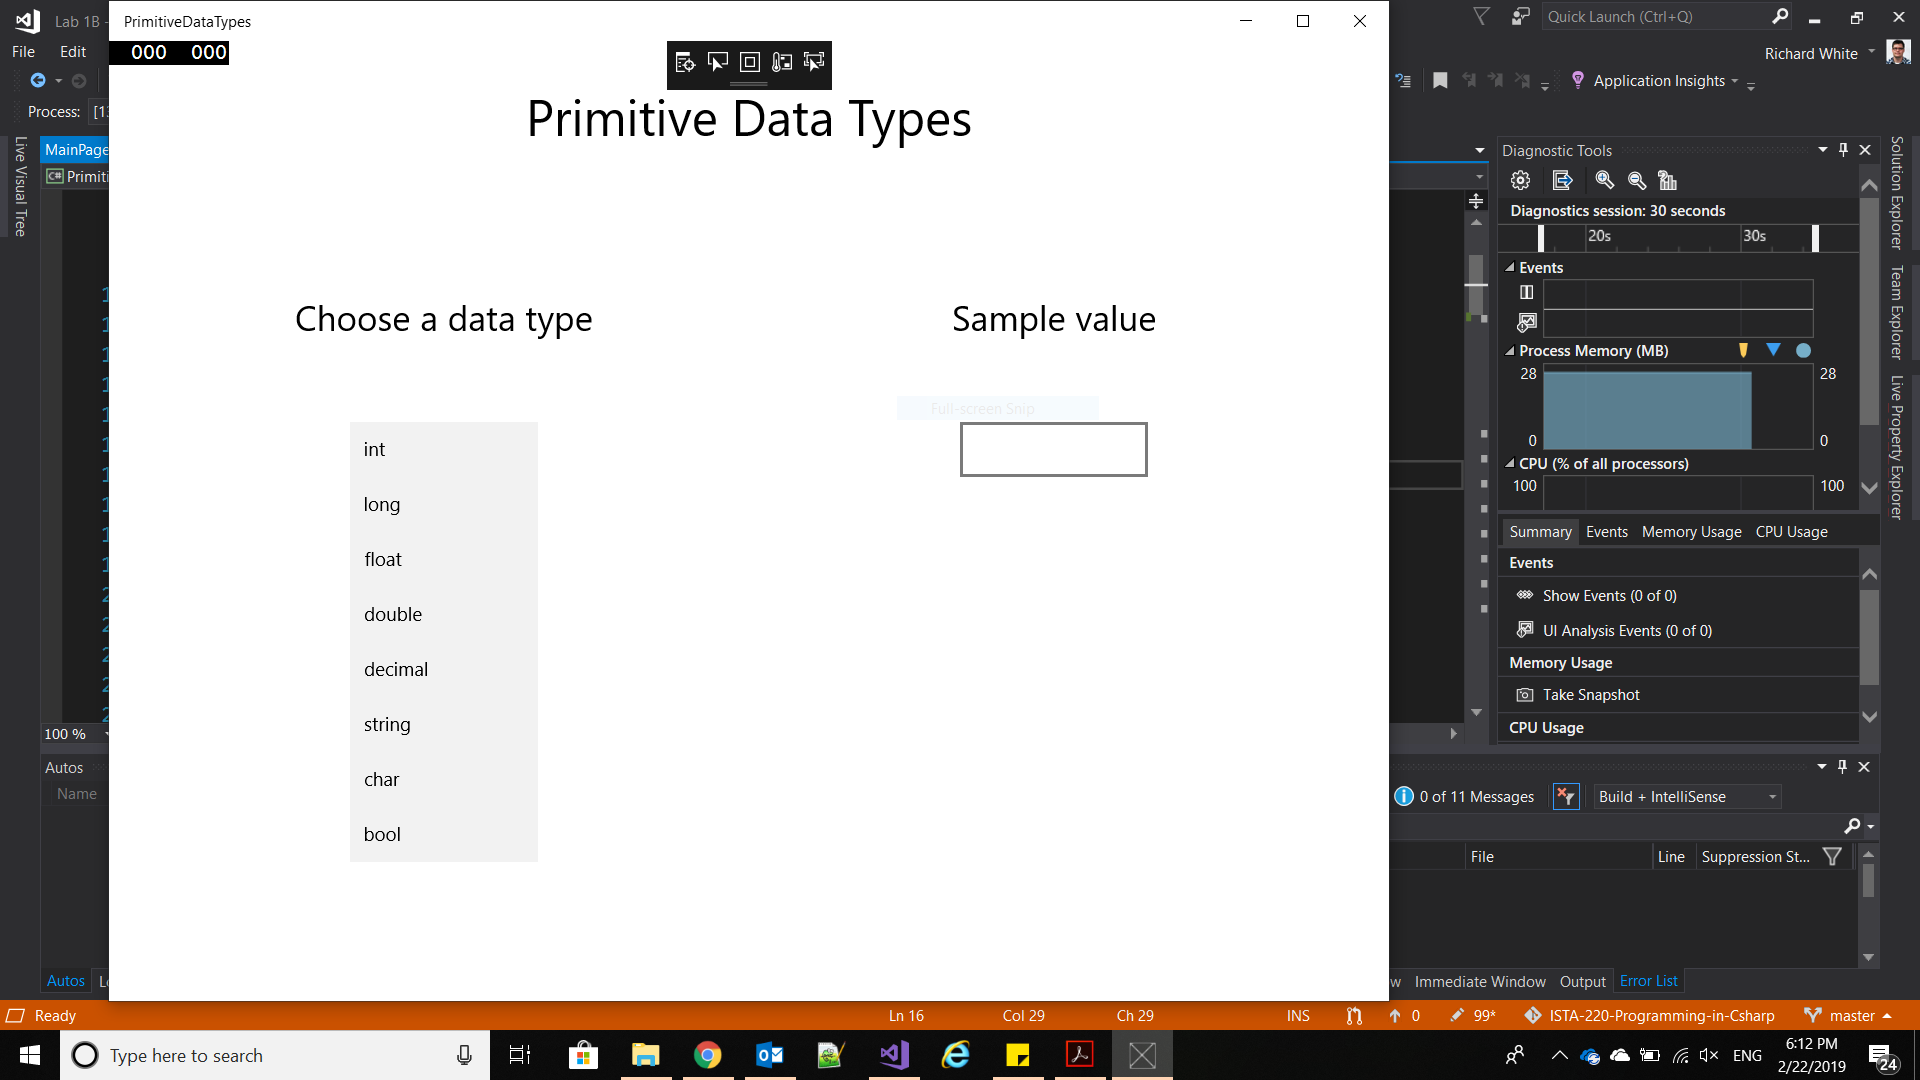 Lab 1B -
PrimitiveDataTypes
Quick Launch (Ctrl+Q)
File Edit
000 000
Richard White
Application Insights
Process:
Primitive Data Types
MainPage
Diagnostic Tools
Live Visual Tree
Solution Explorer
Team Explorer
Live Property Explorer
Diagnostics session: 30 seconds
20s 30s
Events
Choose a data type
Sample value
Process Memory (MB)
28 28
0 0
Full-screen Snip
CPU (% of all processors)
100 100
int
long
float
double
decimal
string
char
bool
Summary Events Memory Usage CPU Usage
Events
Show Events (0 of 0)
UI Analysis Events (0 of 0)
Memory Usage
Take Snapshot
CPU Usage
100 %
Autos
Name
0 of 11 Messages
Build + IntelliSense
File Line Suppression St...
Autos
Immediate Window Output Error List
Ready Ln 16 Col 29 Ch 29 INS 0 99* ISTA-220-Programming-in-Csharp master
Type here to search
ENG
6:12 PM
2/22/2019
24